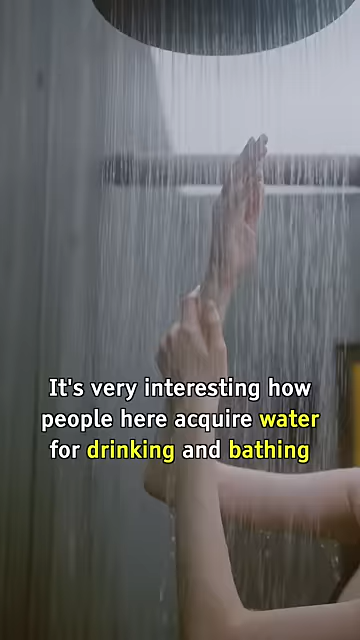 It's very interesting how
people here acquire water
for drinking and bathing